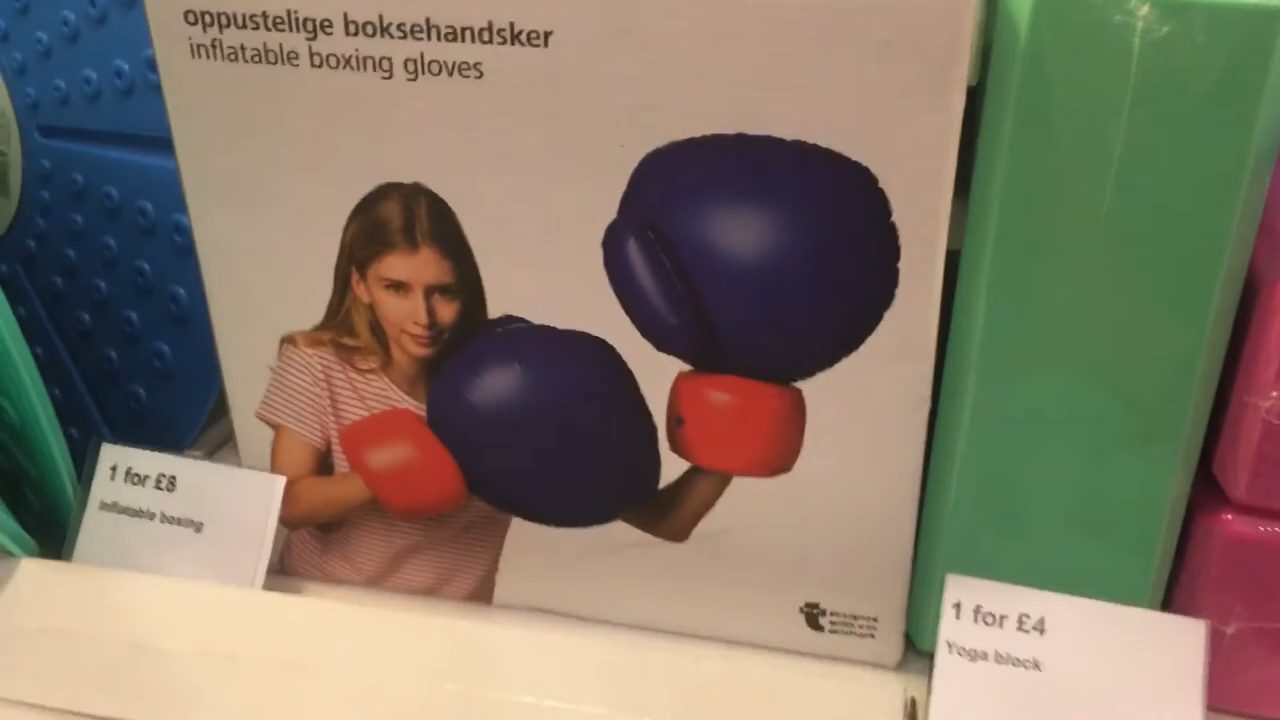 oppustelige boksehandsker
inflatable boxing gloves
1 for £8
Inflatable boxing
1 for £4
Yoga block